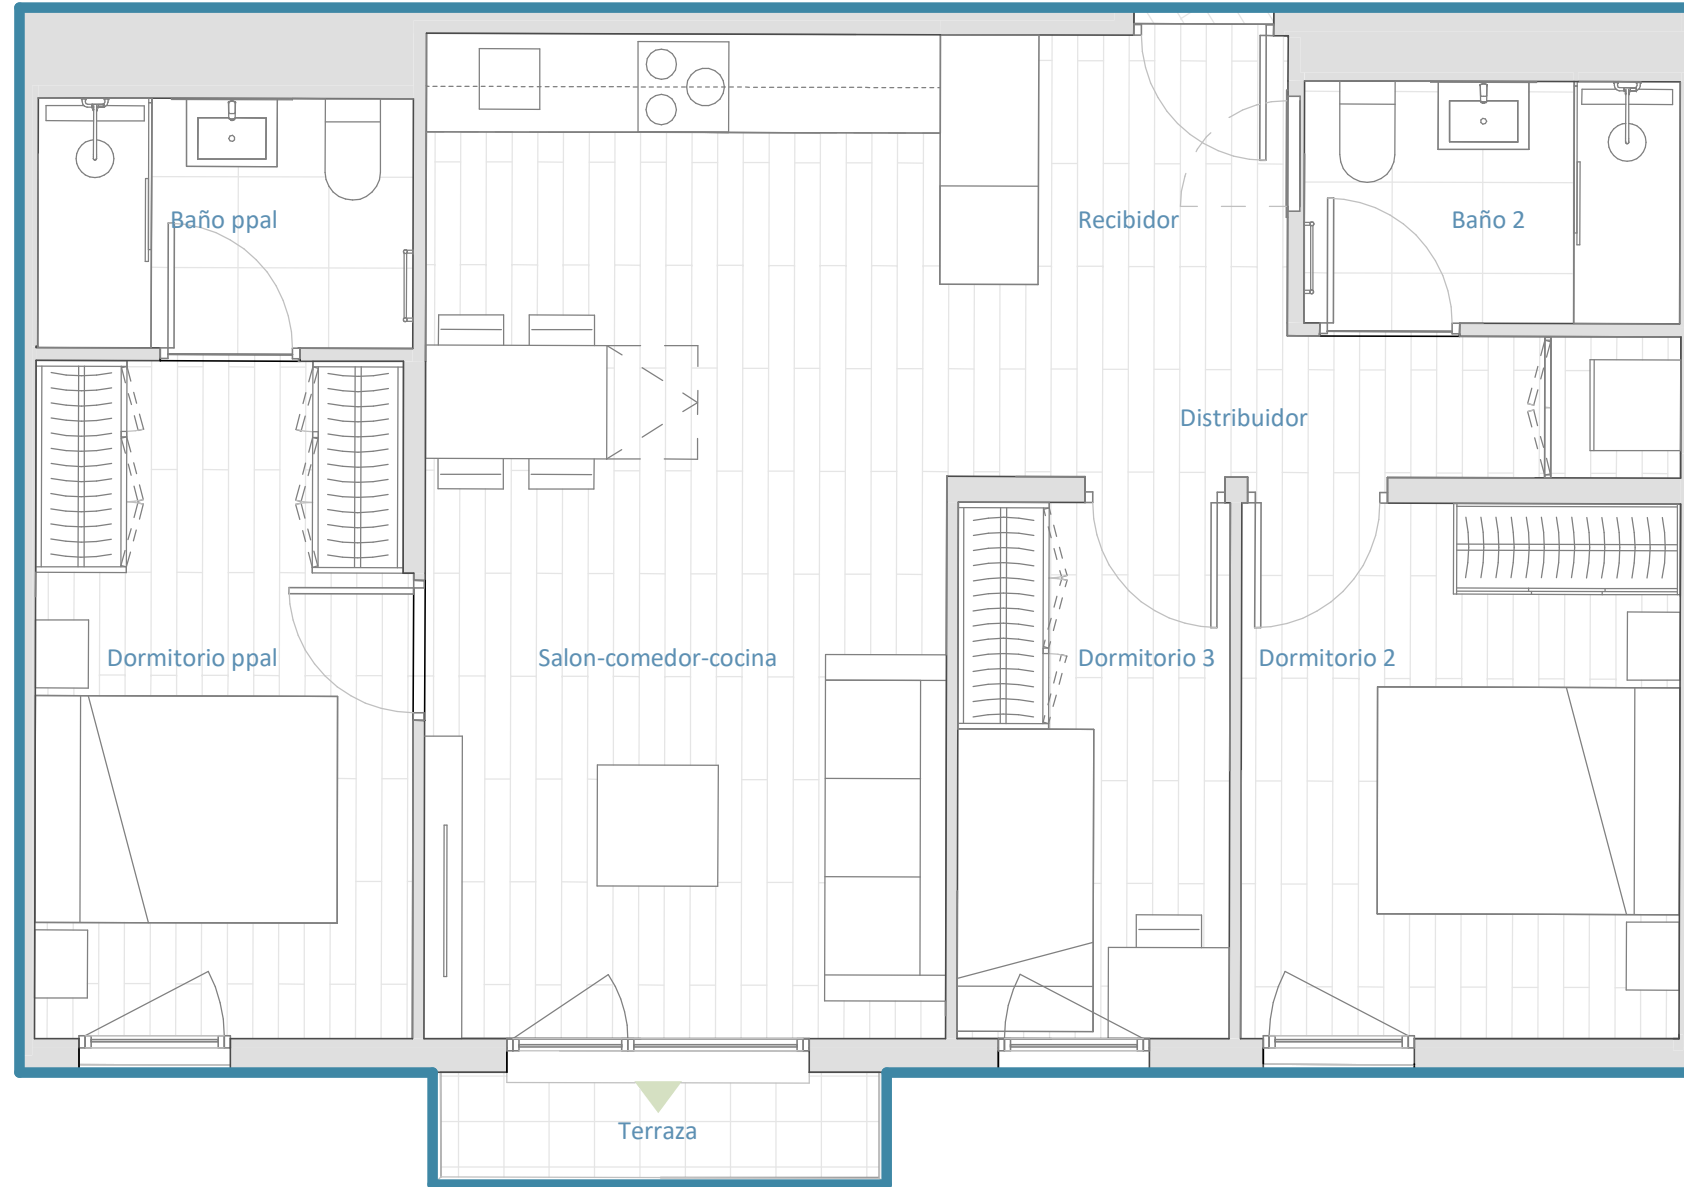 Baño ppal
Recibidor
Baño 2
Distribuidor
Dormitorio ppal
Salon-comedor-cocina
Dormitorio 3
Dormitorio 2
Terraza